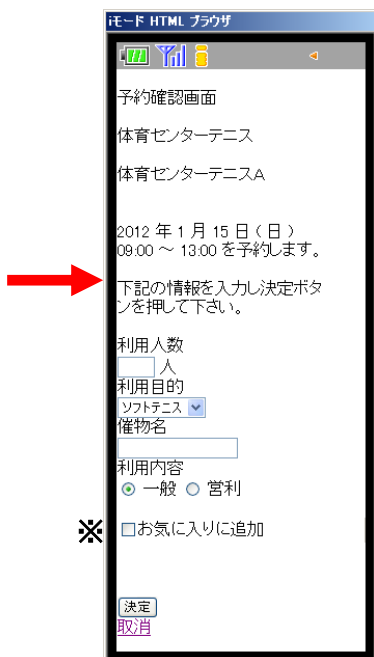 iモード HTML ブラウザ
予約確認画面
体育センターテニス
体育センターテニスA
2012 年 1 月 15 日 ( 日 )
09:00 ～ 13:00 を予約します。
下記の情報を入力し決定ボタ
ンを押して下さい。
利用人数
人
利用目的
ソフトテニス
催物名
利用内容
一般 営利
※ お気に入りに追加
決定
取消